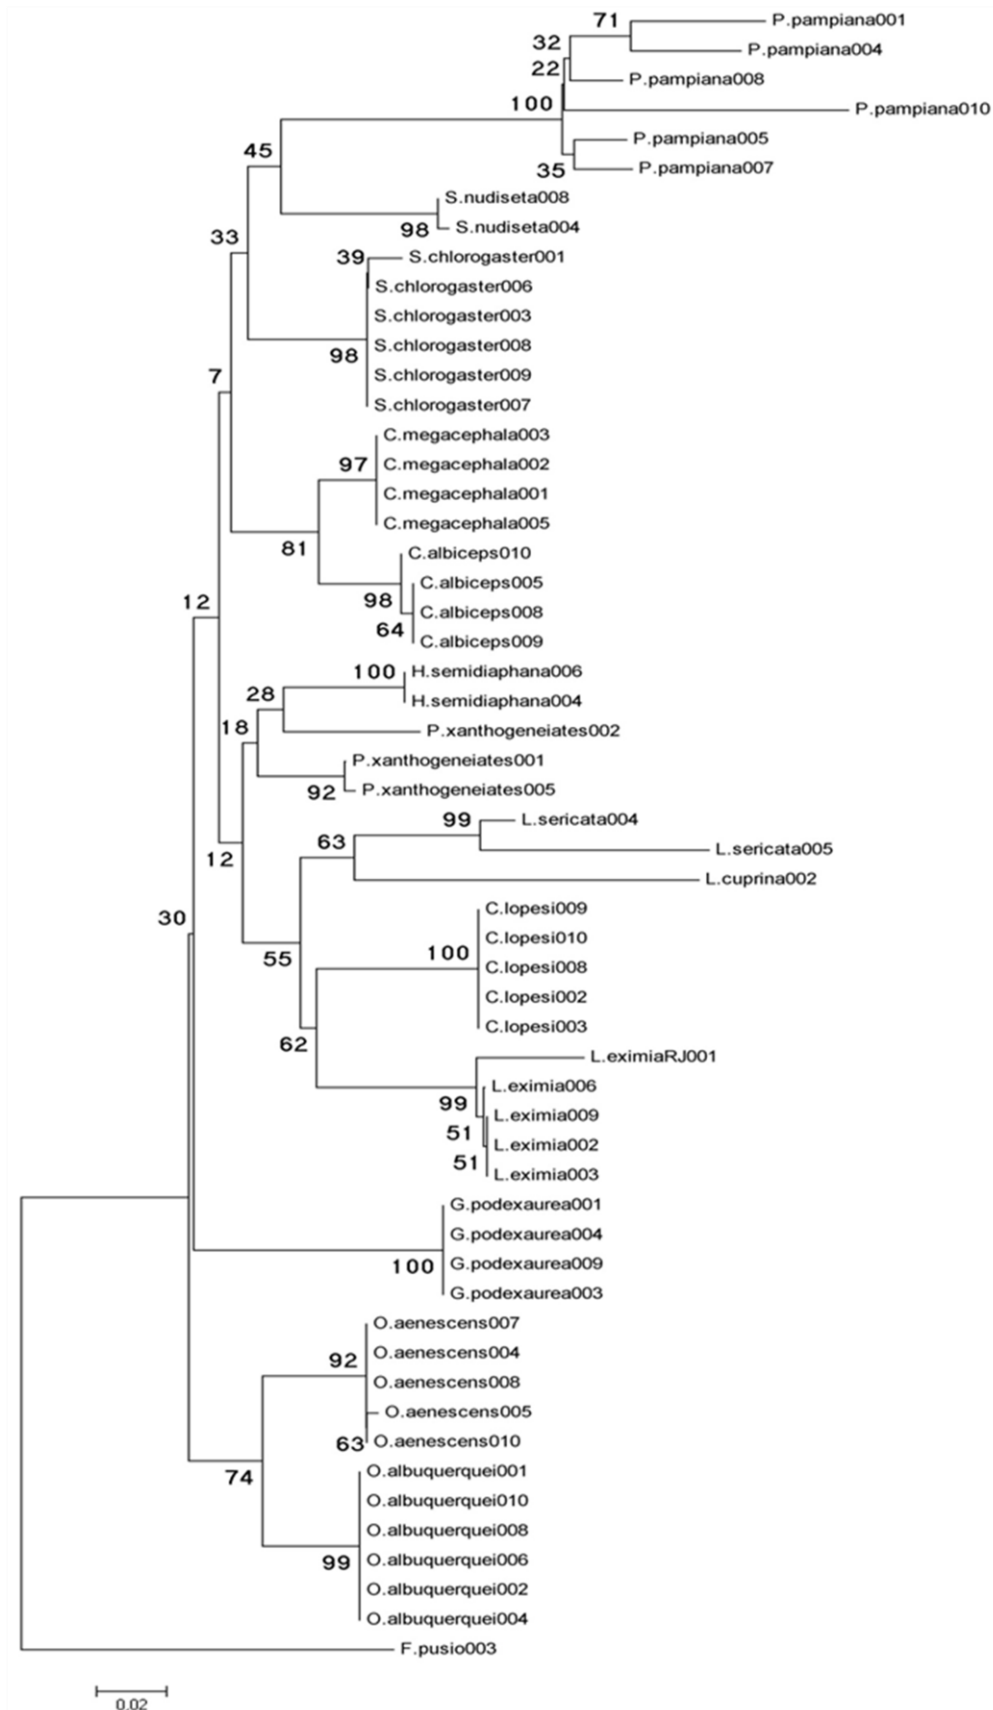 71
P.pampiana001
32
P.pampiana004
22
P.pampiana008
100
P.pampiana010
P.pampiana005
45
35
P.pampiana007
S.nudiseta008
98
S.nudiseta004
33
39
S.chlorogaster001
S.chlorogaster006
S.chlorogaster003
98
S.chlorogaster008
7
S.chlorogaster009
S.chlorogaster007
C.megacephala003
97
C.megacephala002
C.megacephala001
C.megacephala005
81
C.albiceps010
C.albiceps005
98
C.albiceps008
12
64
C.albiceps009
100
H.semidiaphana006
28
H.semidiaphana004
18
P.xanthogeneiates002
P.xanthogeneiates001
92
P.xanthogeneiates005
99
L.sericata004
63
L.sericata005
12
L.cuprina002
C.lopesi009
30
C.lopesi010
55
100
C.lopesi008
C.lopesi002
C.lopesi003
62
L.eximiaRJ001
L.eximia006
99
L.eximia009
51
L.eximia002
51
L.eximia003
G.podexaurea001
G.podexaurea004
100
G.podexaurea009
G.podexaurea003
O.aenescens007
92
O.aenescens004
O.aenescens008
O.aenescens005
63
O.aenescens010
74
O.albuquerquei001
O.albuquerquei010
O.albuquerquei008
99
O.albuquerquei006
O.albuquerquei002
O.albuquerquei004
F.pusio003
0.02